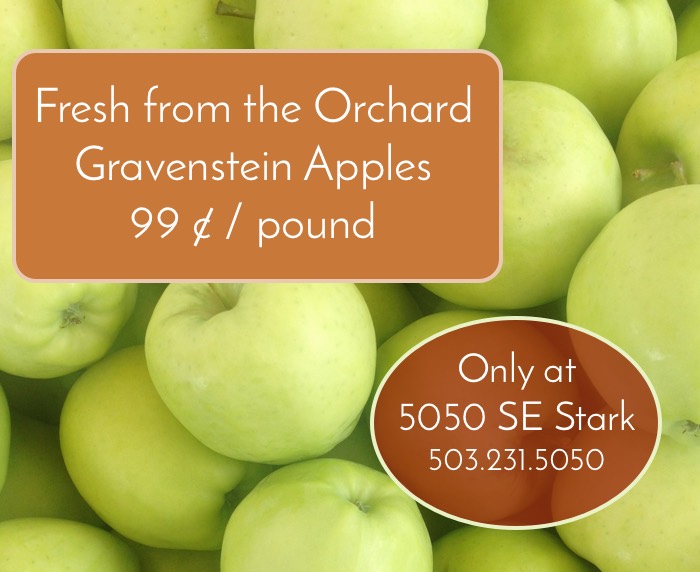 Fresh from the Orchard
Gravenstein Apples
99 ¢ / pound
Only at
5050 SE Stark
503.231.5050